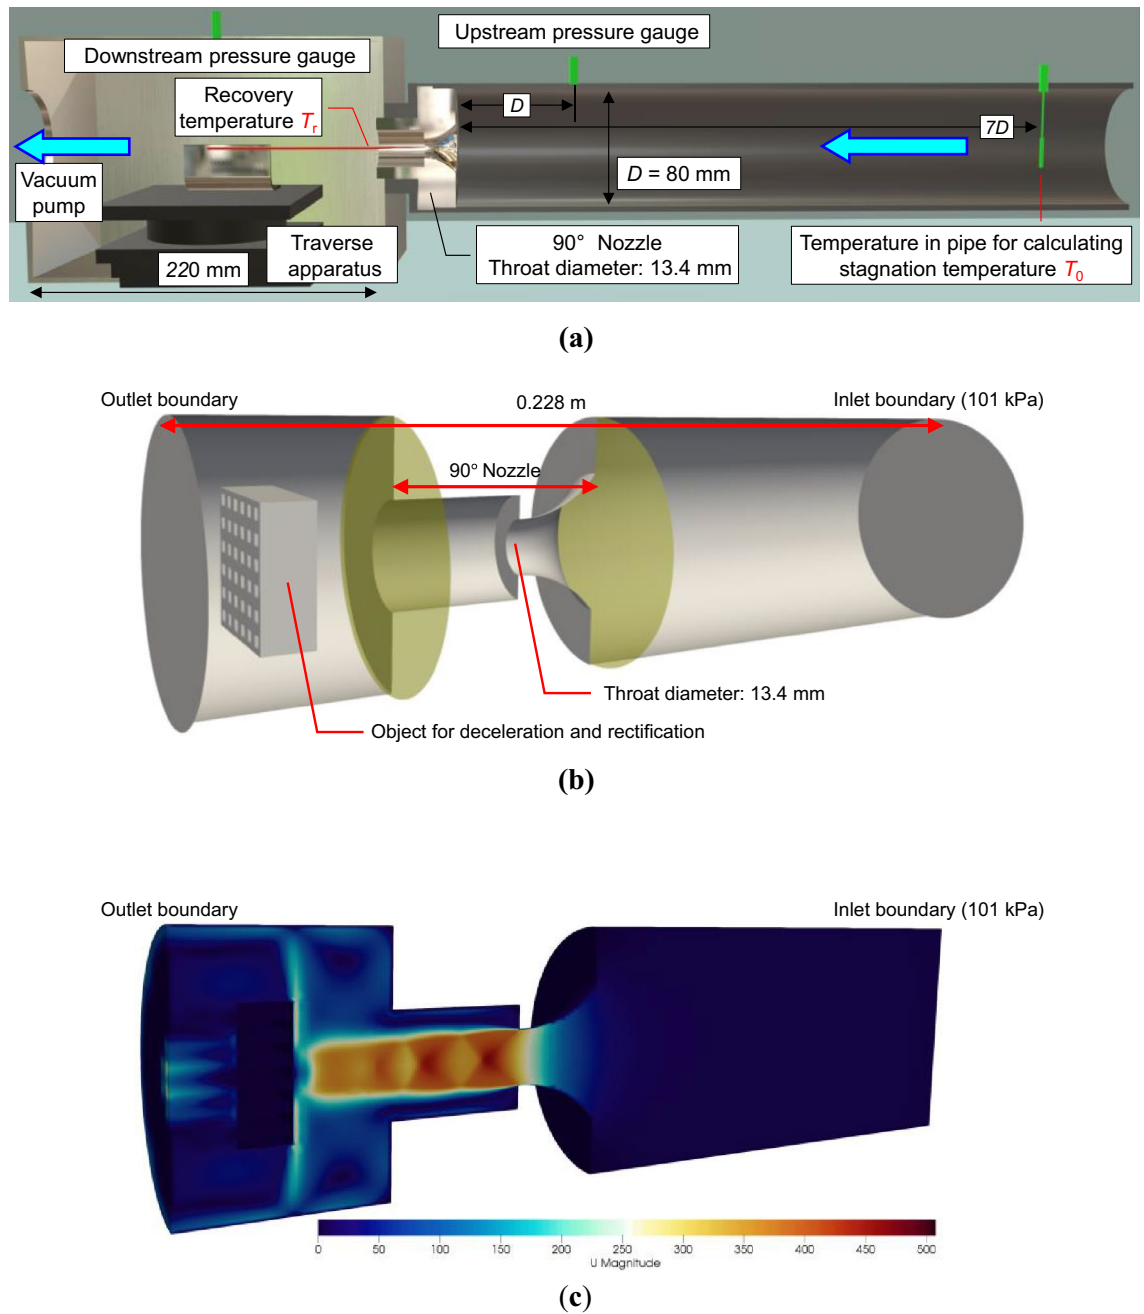 Upstream pressure gauge
Downstream pressure gauge
Recovery
temperature Tr
D
7D
D = 80 mm
Vacuum
pump
Traverse
apparatus
220 mm
90° Nozzle
Throat diameter: 13.4 mm
Temperature in pipe for calculating
stagnation temperature T0
(a)
Outlet boundary
0.228 m
Inlet boundary (101 kPa)
90° Nozzle
Throat diameter: 13.4 mm
Object for deceleration and rectification
(b)
Outlet boundary
Inlet boundary (101 kPa)
0 50 100 150 200 250 300 350 400 450 500
U Magnitude
(c)